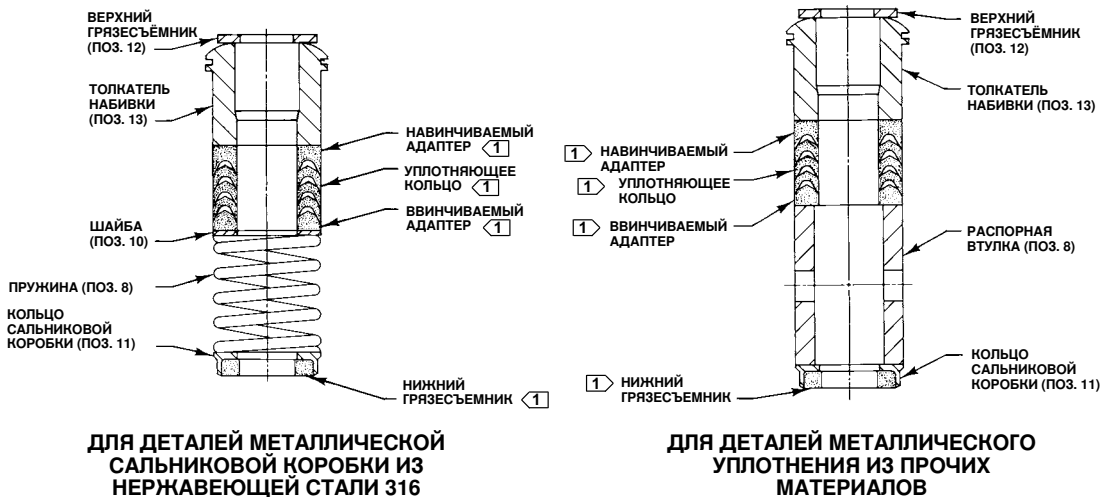 ВЕРХНИЙ
ГРЯЗЕСЪЁМНИК
(ПОЗ. 12)
ТОЛКАТЕЛЬ
НАБИВКИ
(ПОЗ. 13)
НАВИНЧИВАЕМЫЙ
АДАПТЕР 1
УПЛОТНЯЮЩЕЕ
КОЛЬЦО 1
ВВИНЧИВАЕМЫЙ
АДАПТЕР 1
ШАЙБА
(ПОЗ. 10)
ПРУЖИНА (ПОЗ. 8)
КОЛЬЦО
САЛЬНИКОВОЙ
КОРОБКИ (ПОЗ. 11)
НИЖНИЙ
ГРЯЗЕСЪЕМНИК 1
ДЛЯ ДЕТАЛЕЙ МЕТАЛЛИЧЕСКОЙ
САЛЬНИКОВОЙ КОРОБКИ ИЗ
НЕРЖАВЕЮЩЕЙ СТАЛИ 316
ВЕРХНИЙ
ГРЯЗЕСЪЁМНИК
(ПОЗ. 12)
ТОЛКАТЕЛЬ
НАБИВКИ (ПОЗ. 13)
1 НАВИНЧИВАЕМЫЙ
АДАПТЕР
1 УПЛОТНЯЮЩЕЕ
КОЛЬЦО
1 ВВИНЧИВАЕМЫЙ
АДАПТЕР
РАСПОРНАЯ
ВТУЛКА (ПОЗ. 8)
КОЛЬЦО
САЛЬНИКОВОЙ
КОРОБКИ (ПОЗ. 11)
1 НИЖНИЙ
ГРЯЗЕСЪЕМНИК
ДЛЯ ДЕТАЛЕЙ МЕТАЛЛИЧЕСКОГО
УПЛОТНЕНИЯ ИЗ ПРОЧИХ
МАТЕРИАЛОВ